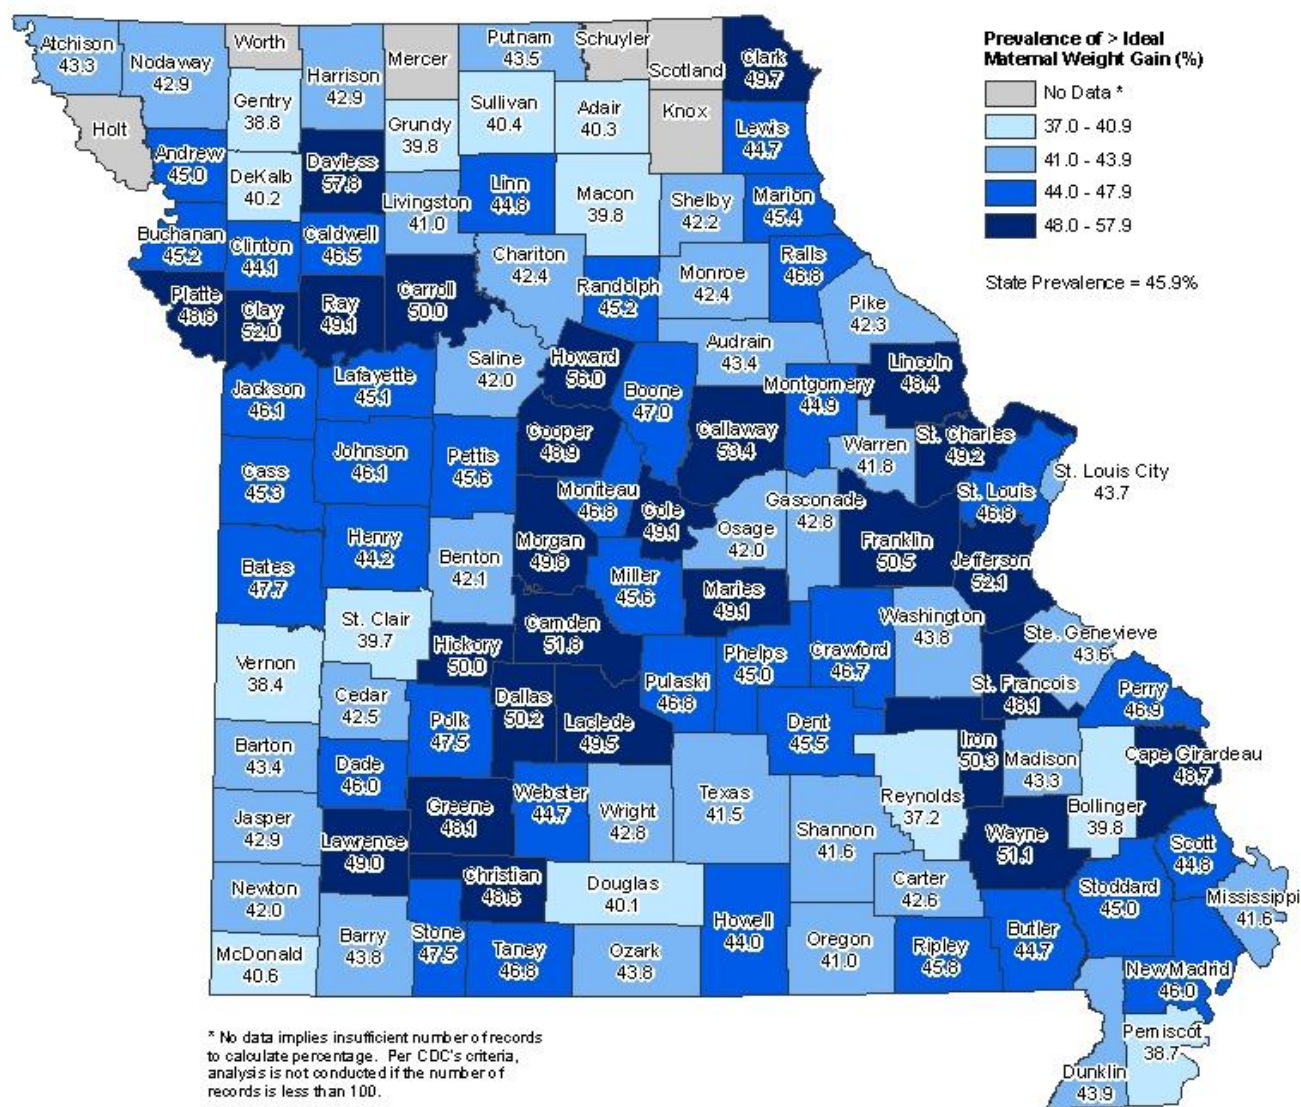 Prevalence of > Ideal
Maternal Weight Gain (%)
No Data *
37.0 - 40.9
41.0 - 43.9
44.0 - 47.9
48.0 - 57.9
State Prevalence = 45.9%
Atchison
43.3
Nodaway
42.9
Worth
Harrison
42.9
Mercer
Putnam
43.5
Schuyler
Scotland
Clark
49.7
Holt
Gentry
38.8
Grundy
39.8
Sullivan
40.4
Adair
40.3
Knox
Lewis
44.7
Andrew
45.0
DeKalb
40.2
Daviess
57.8
Livingston
41.0
Linn
44.8
Macon
39.8
Shelby
42.2
Marion
45.4
Buchanan
45.2
Clinton
44.1
Caldwell
46.5
Chariton
42.4
Randolph
45.2
Monroe
42.4
Ralls
46.8
Platte
48.8
Clay
52.0
Ray
49.1
Carroll
50.0
Pike
42.3
Jackson
46.1
Lafayette
45.1
Saline
42.0
Howard
56.0
Boone
47.0
Audrain
43.4
Montgomery
44.9
Lincoln
48.4
Cass
45.3
Johnson
46.1
Pettis
45.6
Cooper
48.9
Callaway
53.4
Warren
41.8
St. Charles
49.2
St. Louis City
43.7
Moniteau
46.8
Cole
49.1
Osage
42.0
Gasconade
42.8
St. Louis
46.8
Bates
47.7
Henry
44.2
Benton
42.1
Morgan
49.8
Miller
45.6
Maries
49.1
Franklin
50.5
Jefferson
52.1
Vernon
38.4
St. Clair
39.7
Hickory
50.0
Camden
51.8
Pulaski
46.8
Phelps
45.0
Crawford
46.7
Washington
43.8
Ste. Genevieve
43.6
Cedar
42.5
Polk
47.5
Dallas
50.2
Laclede
49.5
Dent
45.5
St. Francois
48.1
Perry
46.9
Barton
43.4
Dade
46.0
Iron
50.3
Madison
43.3
Cape Girardeau
48.7
Jasper
42.9
Lawrence
49.0
Greene
48.1
Webster
44.7
Wright
42.8
Texas
41.5
Shannon
41.6
Reynolds
37.2
Wayne
51.1
Bollinger
39.8
Scott
44.8
Newton
42.0
Christian
48.6
Douglas
40.1
Carter
42.6
Stoddard
45.0
Mississippi
41.6
McDonald
40.6
Barry
43.8
Stone
47.5
Taney
46.8
Ozark
43.8
Howell
44.0
Oregon
41.0
Ripley
45.8
Butler
44.7
New Madrid
46.0
Pemiscot
38.7
Dunklin
43.9
* No data implies insufficient number of records
to calculate percentage. Per CDC's criteria,
analysis is not conducted if the number of
records is less than 100.